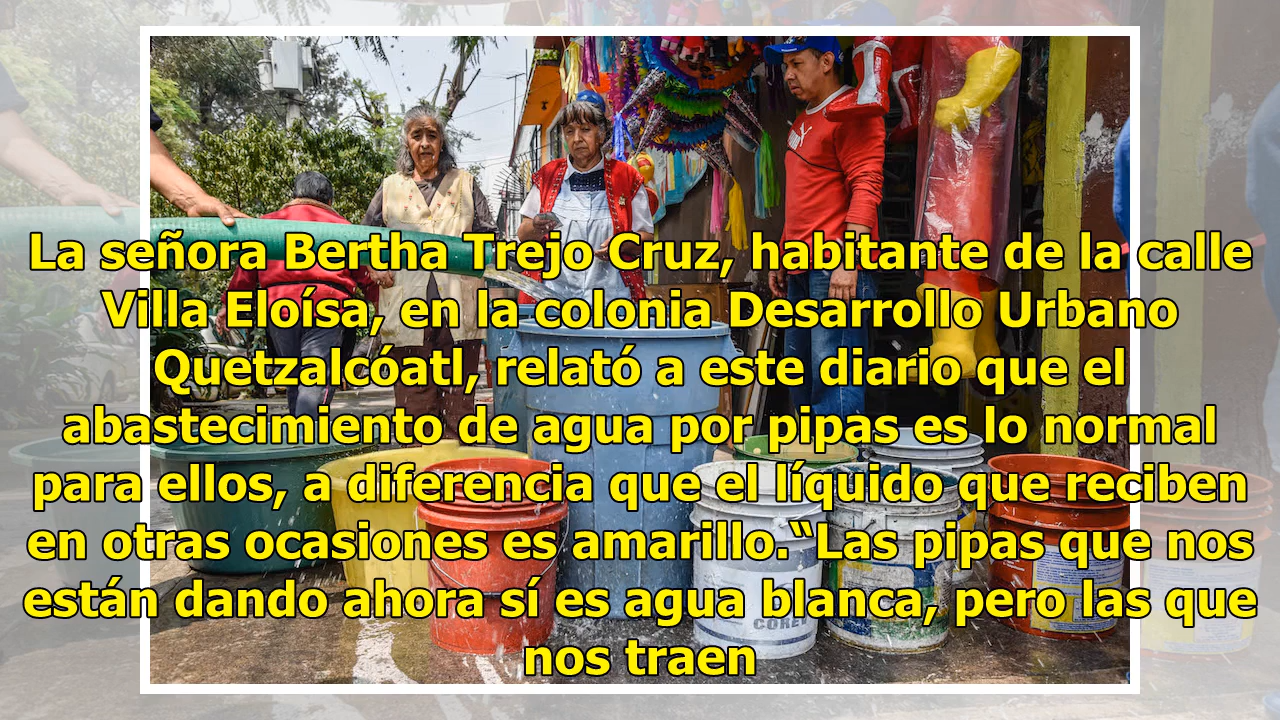 La señora Bertha Trejo Cruz, habitante de la calle
Villa Eloísa, en la colonia Desarrollo Urbano
Quetzalcóatl, relató a este diario que el
abastecimiento de agua por pipas es lo normal
para ellos, a diferencia que el líquido que reciben
en otras ocasiones es amarillo.“Las pipas que nos
están dando ahora sí es agua blanca, pero las que
nos traen
COREV